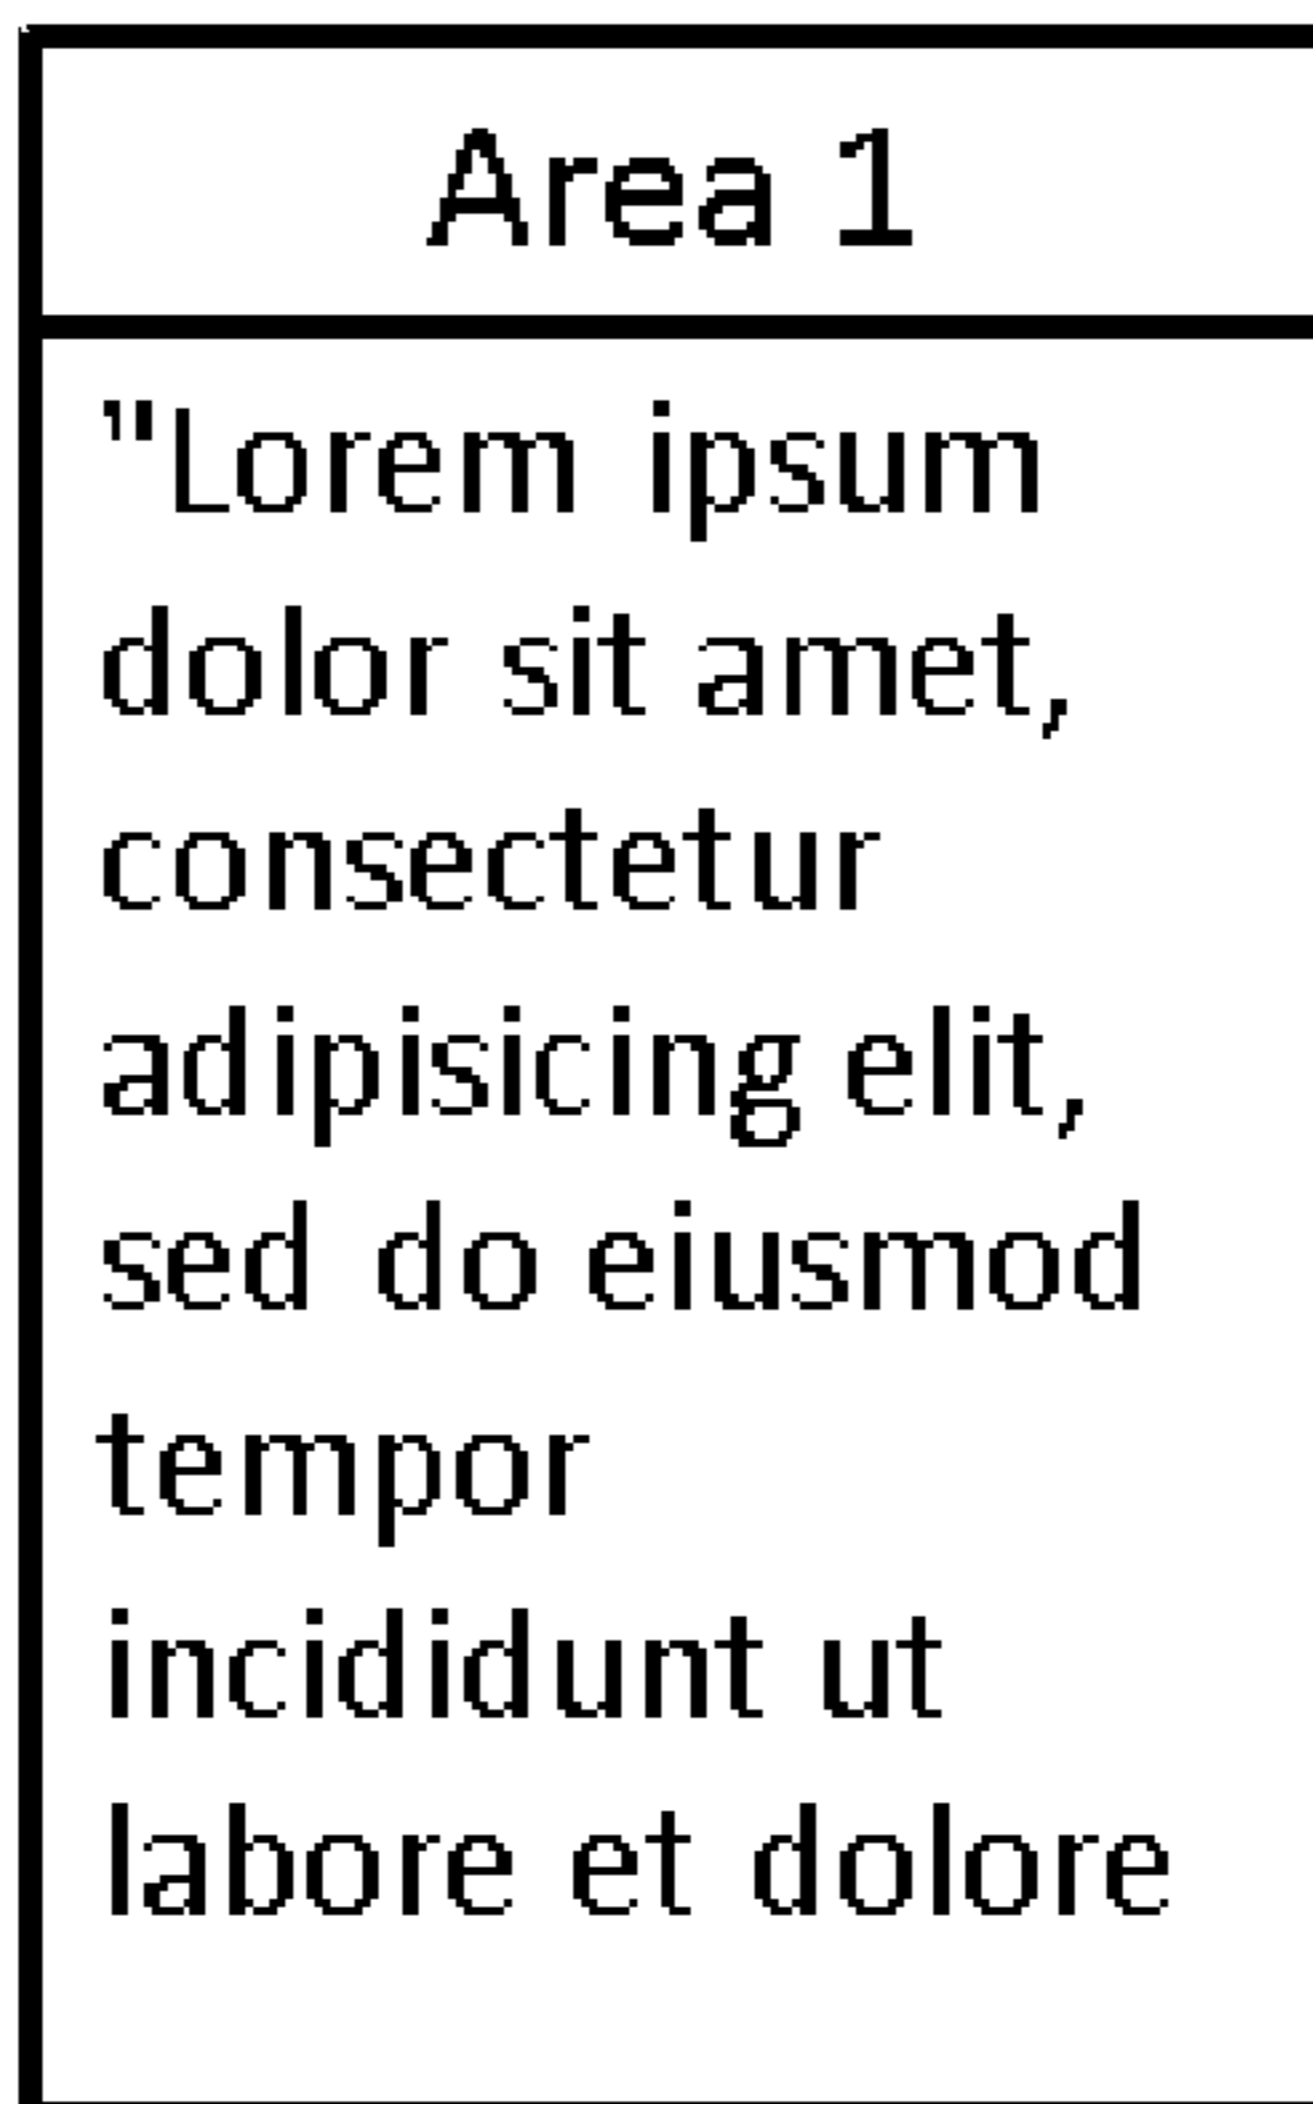 Area 1
"Lorem ipsum
dolor sit amet,
consectetur
adipisicing elit,
sed do eiusmod
tempor
incididunt ut
labore et dolore